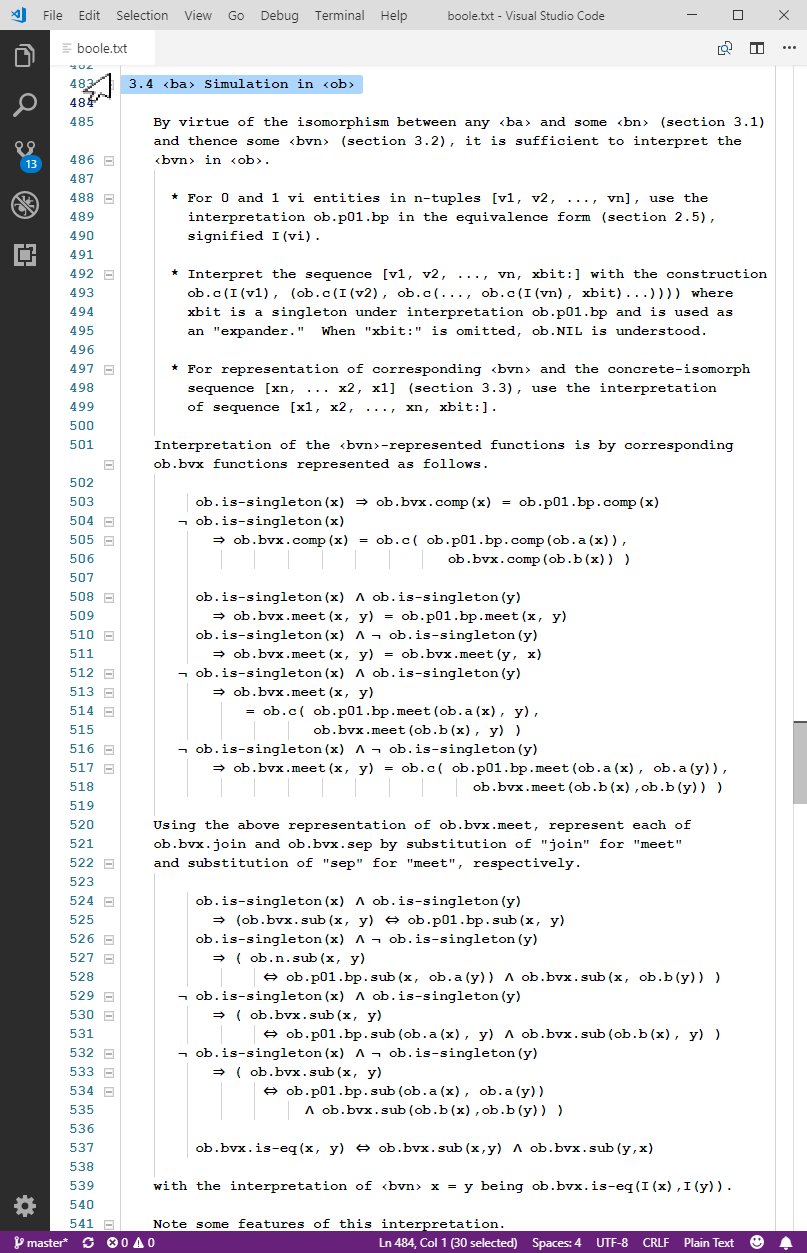 File Edit Selection View Go Debug Terminal Help boole.txt - Visual Studio Code
boole.txt
482
483 3.4 ‹ba› Simulation in ‹ob›
484
485 By virtue of the isomorphism between any ‹ba› and some ‹bn› (section 3.1)
and thence some ‹bvn› (section 3.2), it is sufficient to interpret the
486 ‹bvn› in ‹ob›.
487
488 * For 0 and 1 vi entities in n-tuples [v1, v2, ..., vn], use the
489 interpretation ob.p01.bp in the equivalence form (section 2.5),
490 signified I(vi).
491
492 * Interpret the sequence [v1, v2, ..., vn, xbit:] with the construction
493 ob.c(I(v1), (ob.c(I(v2), ob.c(..., ob.c(I(vn), xbit)...)))) where
494 xbit is a singleton under interpretation ob.p01.bp and is used as
495 an "expander." When "xbit:" is omitted, ob.NIL is understood.
496
497 * For representation of corresponding ‹bvn› and the concrete-isomorph
498 sequence [xn, ... x2, x1] (section 3.3), use the interpretation
499 of sequence [x1, x2, ..., xn, xbit:].
500
501 Interpretation of the ‹bvn›-represented functions is by corresponding
ob.bvx functions represented as follows.
502
503 ob.is-singleton(x) ⇒ ob.bvx.comp(x) = ob.p01.bp.comp(x)
504 ¬ ob.is-singleton(x)
505 ⇒ ob.bvx.comp(x) = ob.c( ob.p01.bp.comp(ob.a(x)),
506 ob.bvx.comp(ob.b(x)) )
507
508 ob.is-singleton(x) ∧ ob.is-singleton(y)
509 ⇒ ob.bvx.meet(x, y) = ob.p01.bp.meet(x, y)
510 ob.is-singleton(x) ∧ ¬ ob.is-singleton(y)
511 ⇒ ob.bvx.meet(x, y) = ob.bvx.meet(y, x)
512 ¬ ob.is-singleton(x) ∧ ob.is-singleton(y)
513 ⇒ ob.bvx.meet(x, y)
514 = ob.c( ob.p01.bp.meet(ob.a(x), y),
515 ob.bvx.meet(ob.b(x), y) )
516 ¬ ob.is-singleton(x) ∧ ¬ ob.is-singleton(y)
517 ⇒ ob.bvx.meet(x, y) = ob.c( ob.p01.bp.meet(ob.a(x), ob.a(y)),
518 ob.bvx.meet(ob.b(x),ob.b(y)) )
519
520 Using the above representation of ob.bvx.meet, represent each of
521 ob.bvx.join and ob.bvx.sep by substitution of "join" for "meet"
522 and substitution of "sep" for "meet", respectively.
523
524 ob.is-singleton(x) ∧ ob.is-singleton(y)
525 ⇒ (ob.bvx.sub(x, y) ⇔ ob.p01.bp.sub(x, y)
526 ob.is-singleton(x) ∧ ¬ ob.is-singleton(y)
527 ⇒ ( ob.n.sub(x, y)
528 ⇔ ob.p01.bp.sub(x, ob.a(y)) ∧ ob.bvx.sub(x, ob.b(y)) )
529 ¬ ob.is-singleton(x) ∧ ob.is-singleton(y)
530 ⇒ ( ob.bvx.sub(x, y)
531 ⇔ ob.p01.bp.sub(ob.a(x), y) ∧ ob.bvx.sub(ob.b(x), y) )
532 ¬ ob.is-singleton(x) ∧ ¬ ob.is-singleton(y)
533 ⇒ ( ob.bvx.sub(x, y)
534 ⇔ ob.p01.bp.sub(ob.a(x), ob.a(y))
535 ∧ ob.bvx.sub(ob.b(x),ob.b(y)) )
536
537 ob.bvx.is-eq(x, y) ⇔ ob.bvx.sub(x,y) ∧ ob.bvx.sub(y,x)
538
539 with the interpretation of ‹bvn› x = y being ob.bvx.is-eq(I(x),I(y)).
540
541 Note some features of this interpretation.
13
master* 0 0 Ln 484, Col 1 (30 selected) Spaces: 4 UTF-8 CRLF Plain Text